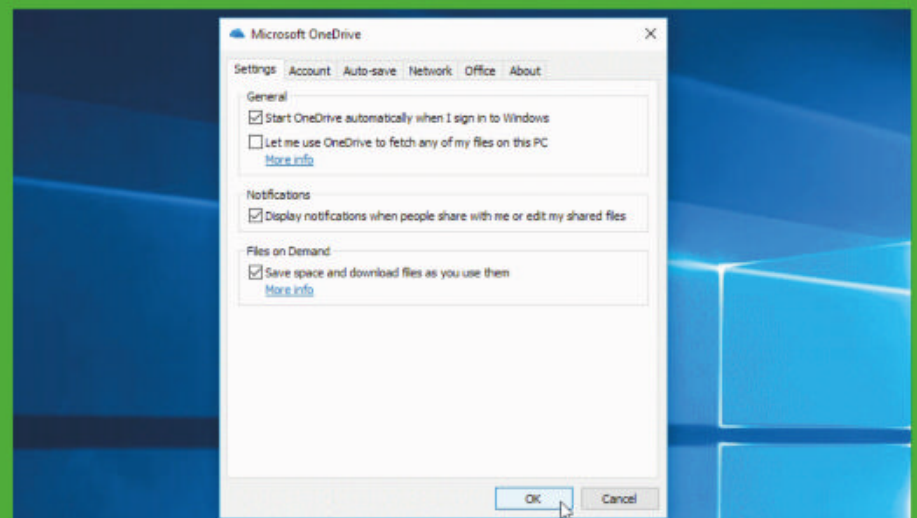 Microsoft OneDrive
Settings Account Auto-save Network Office About
General
Start OneDrive automatically when I sign in to Windows
Let me use OneDrive to fetch any of my files on this PC
More info
Notifications
Display notifications when people share with me or edit my shared files
Files on Demand
Save space and download files as you use them
More info
OK Cancel